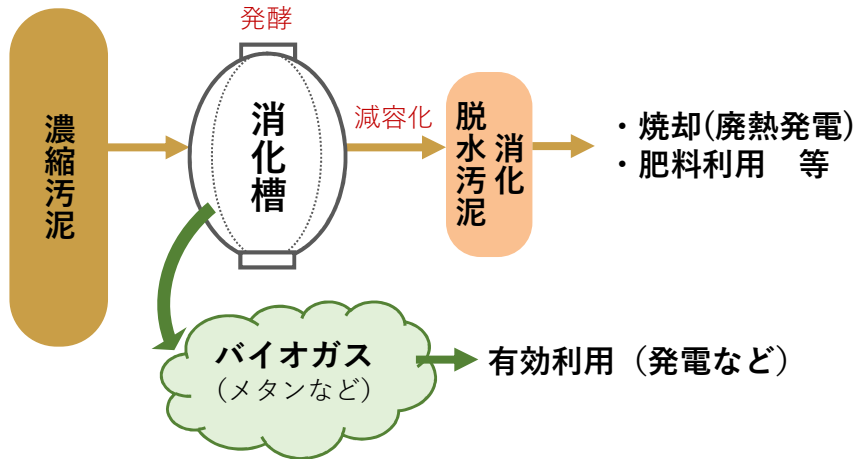 発酵
濃縮汚泥
消化槽
減容化
消化
脱水汚泥
・焼却(廃熱発電)
・肥料利用　等
バイオガス
（メタンなど）
有効利用（発電など）